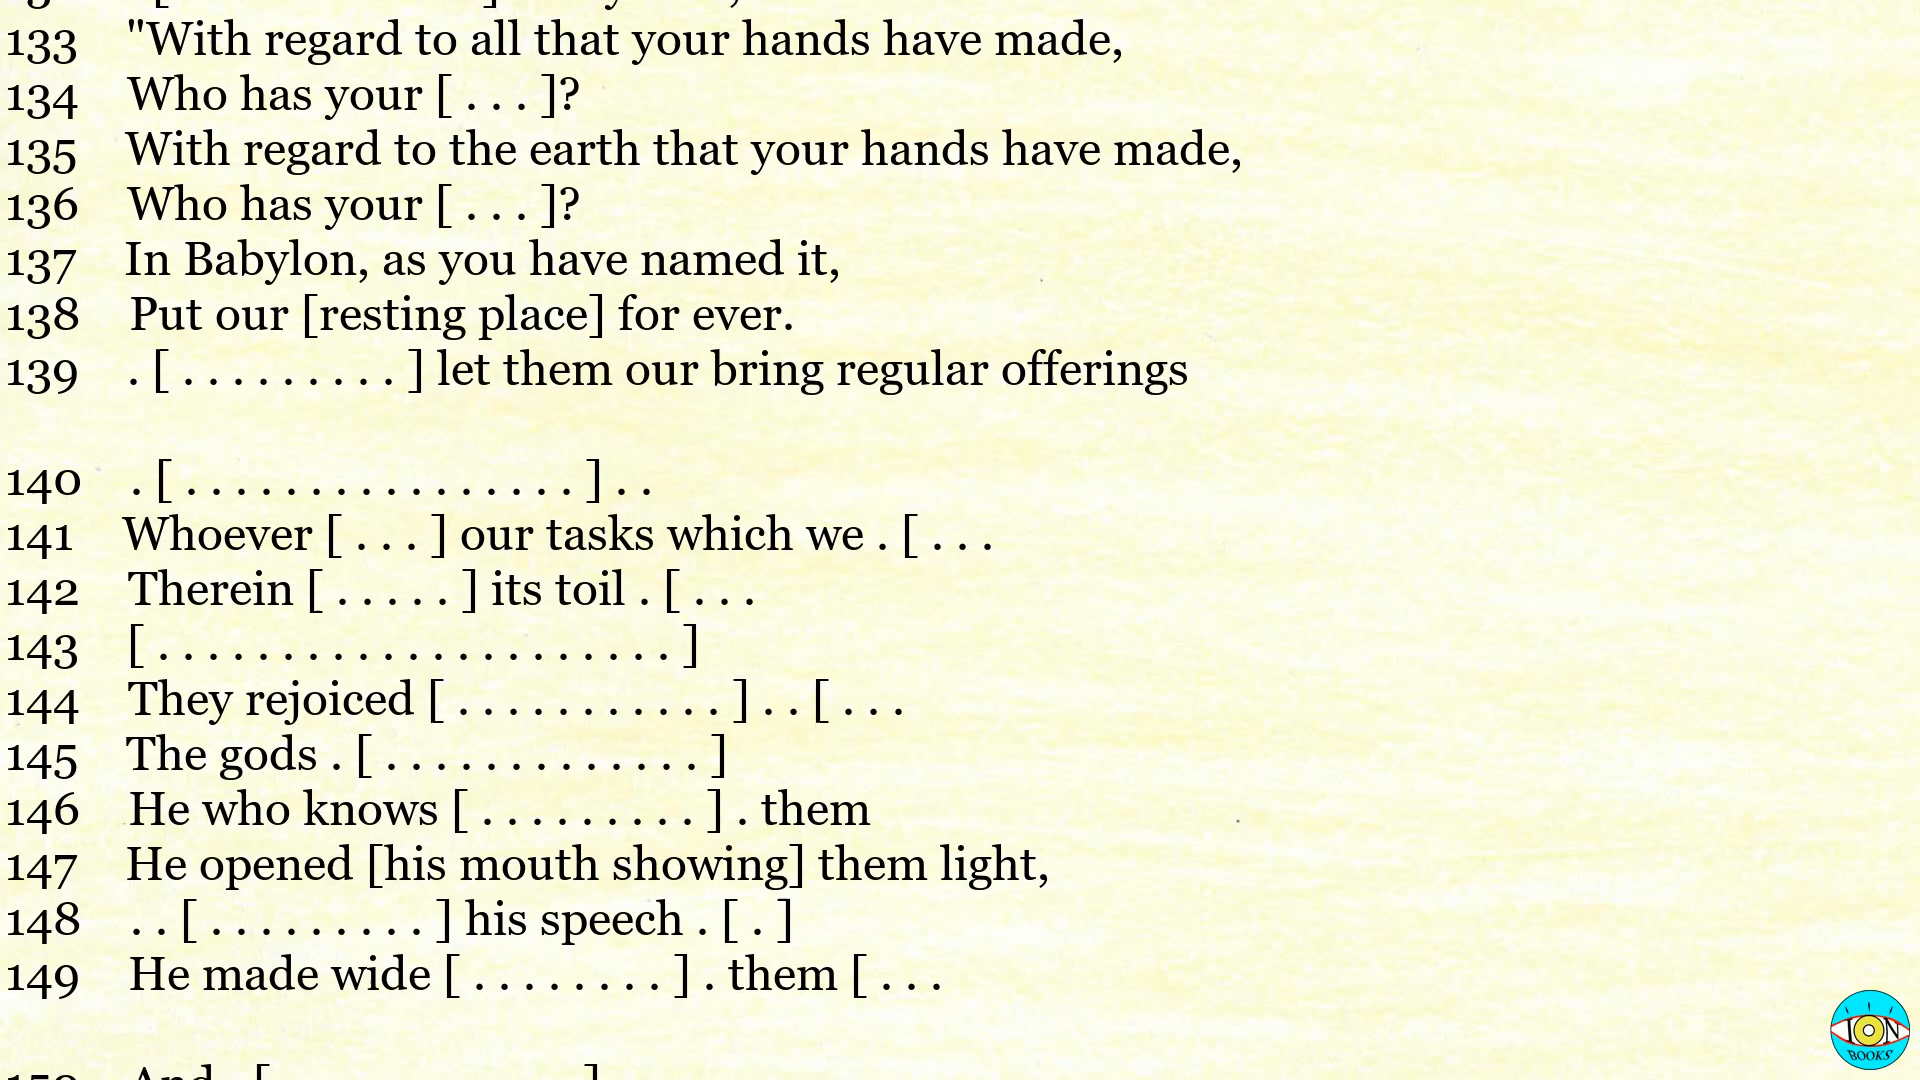 133 "With regard to all that your hands have made,
134 Who has your [ . . . ]?
135 With regard to the earth that your hands have made,
136 Who has your [ . . . ]?
137 In Babylon, as you have named it,
138 Put our [resting place] for ever.
139 . [ . . . . . . . . . ] let them our bring regular offerings
140 . [ . . . . . . . . . . . . . . . . ] . .
141 Whoever [ . . . ] our tasks which we . [ . . .
142 Therein [ . . . . . ] its toil . [ . . .
143 [ . . . . . . . . . . . . . . . . . . . . . ]
144 They rejoiced [ . . . . . . . . . . . ] . . [ . . .
145 The gods . [ . . . . . . . . . . . . . ]
146 He who knows [ . . . . . . . . . ] . them
147 He opened [his mouth showing] them light,
148 . . [ . . . . . . . . . ] his speech . [ . ]
149 He made wide [ . . . . . . . . ] . them [ . . .
ION
BOOKS